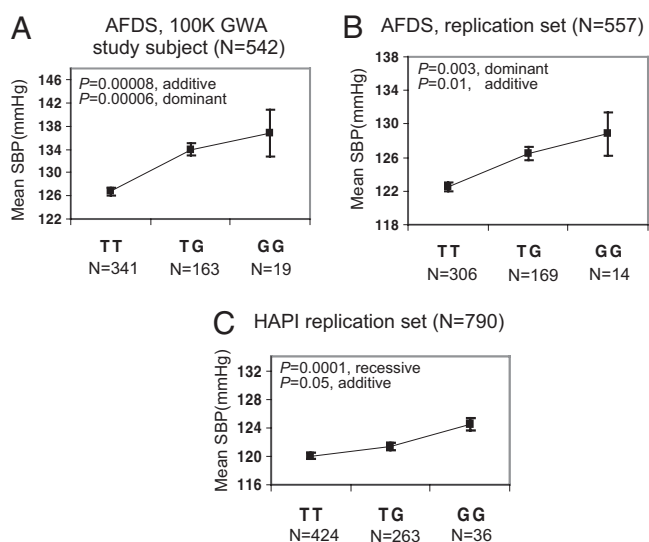 A
AFDS, 100K GWA
study subject (N=542)
Mean SBP(mmHg)
146
142
138
134
130
126
122
P=0.00008, additive
P=0.00006, dominant
TT
TG
GG
N=341
N=163
N=19
B
AFDS, replication set (N=557)
Mean SBP(mmHg)
138
134
130
126
122
118
P=0.003, dominant
P=0.01, additive
TT
TG
GG
N=306
N=169
N=14
C
HAPI replication set (N=790)
Mean SBP(mmHg)
132
128
124
120
116
P=0.0001, recessive
P=0.05, additive
TT
TG
GG
N=424
N=263
N=36